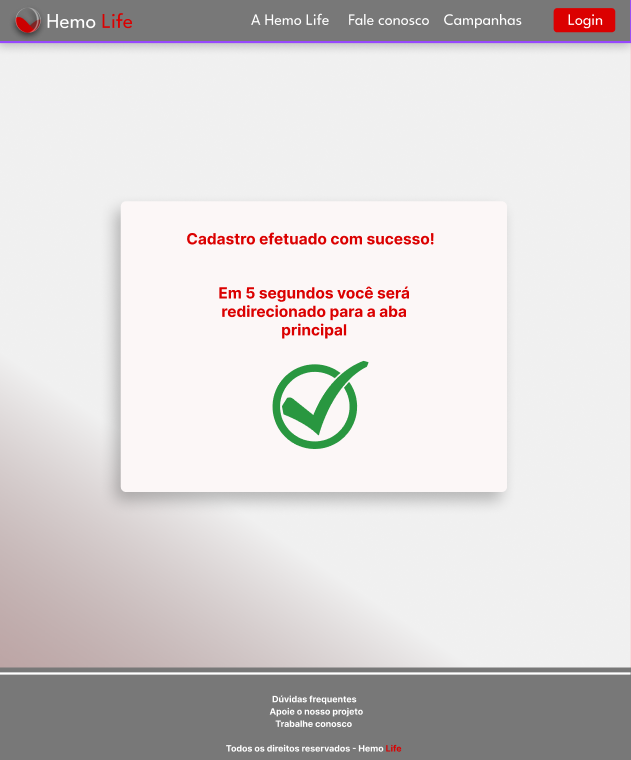 Hemo Life
A Hemo Life
Fale conosco
Campanhas
Login
Cadastro efetuado com sucesso!
Em 5 segundos você será
redirecionado para a aba
principal
Dúvidas frequentes
Apoie o nosso projeto
Trabalhe conosco
Todos os direitos reservados - Hemo Life